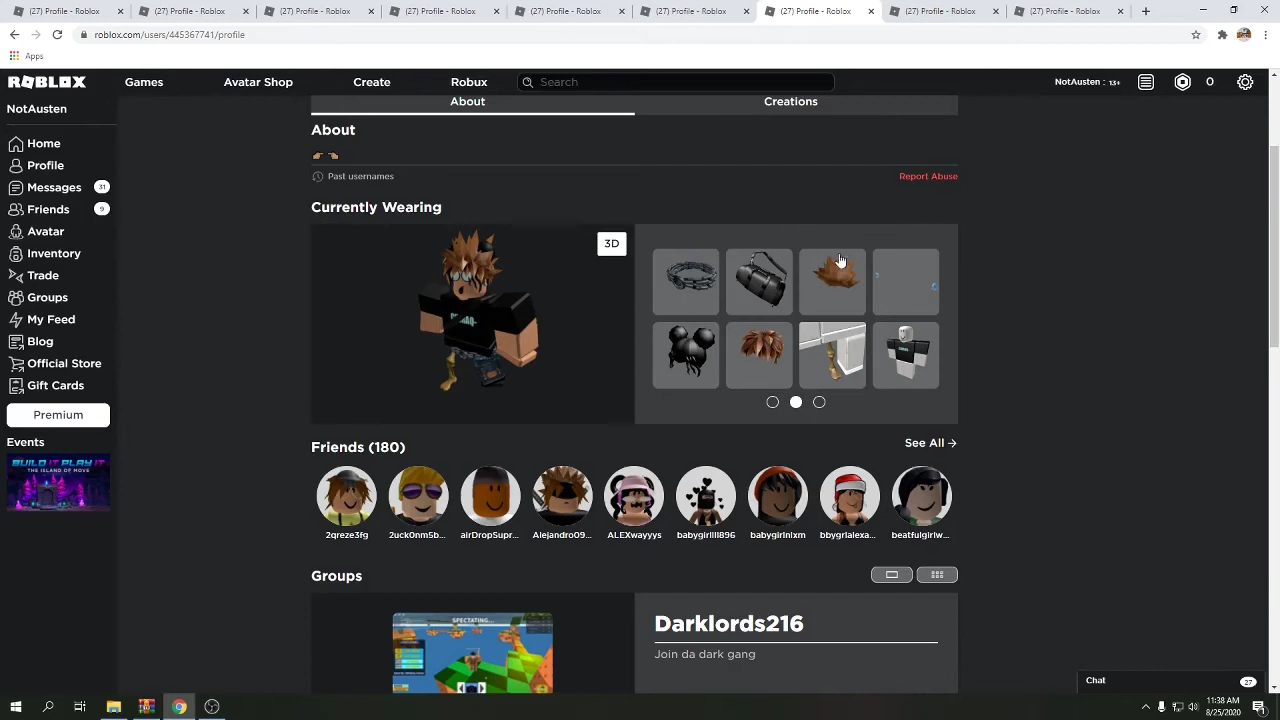 (27) Profile - Roblox
(27) Profile - Roblox
(27) Profile - Roblox
(27) Profile - Roblox
(27) Profile - Roblox
(27) Profile - Roblox
(27) Profile - Roblox
(27) Profile - Roblox
(27) Profile - Roblox
roblox.com/users/445367741/profile
Apps
ROBLOX
Games
Avatar Shop
Create
Robux
Search
NotAusten : 13+
0
NotAusten
Home
Profile
Messages 31
Friends 9
Avatar
Inventory
Trade
Groups
My Feed
Blog
Official Store
Gift Cards
Premium
Events
BUILD IT PLAY IT
THE ISLAND OF MOVE
About
Creations
About
Past usernames
Report Abuse
Currently Wearing
3D
Friends (180)
See All
2qreze3fg
2uck0nm5b...
airDropSupr...
Alejandro09...
ALEXwayyys
babygirllll896
babygirlnixm
bbygrlalexa...
beatfulgirlw...
Groups
SPECTATING...
Darklords216
Join da dark gang
Chat
27
11:38 AM
8/25/2020